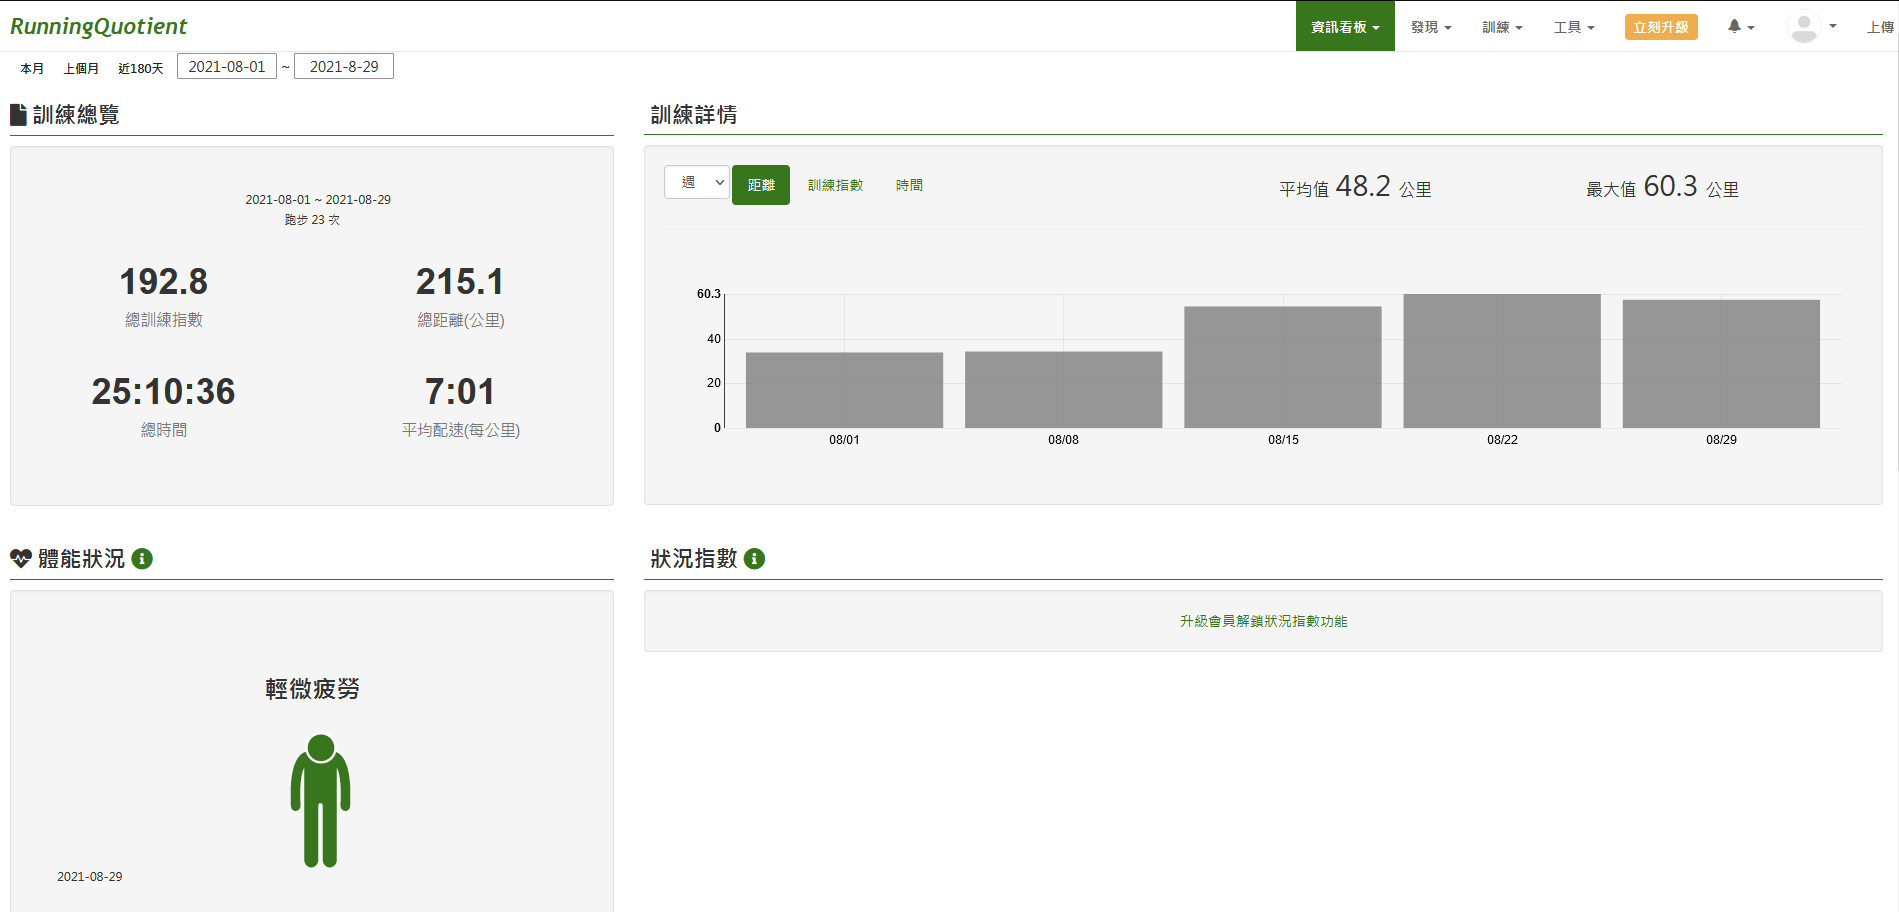 RunningQuotient
資訊看板
發現
訓練
工具
立刻升級
上傳
本月
上個月
近180天
2021-08-01 ~ 2021-8-29
訓練總覽
2021-08-01 ~ 2021-08-29
跑步 23 次
192.8
總訓練指數
215.1
總距離(公里)
25:10:36
總時間
7:01
平均配速(每公里)
訓練詳情
週
距離
訓練指數
時間
平均值 48.2 公里
最大值 60.3 公里
60.3
40
20
0
08/01
08/08
08/15
08/22
08/29
體能狀況
輕微疲勞
2021-08-29
狀況指數
升級會員解鎖狀況指數功能